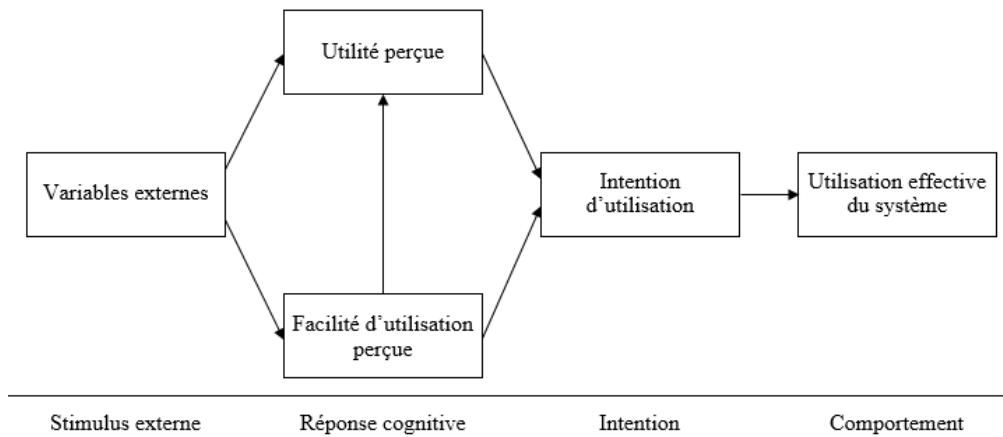 Utilité perçue
Variables externes
Intention
d’utilisation
Utilisation effective
du système
Facilité d’utilisation
perçue
Stimulus externe
Réponse cognitive
Intention
Comportement